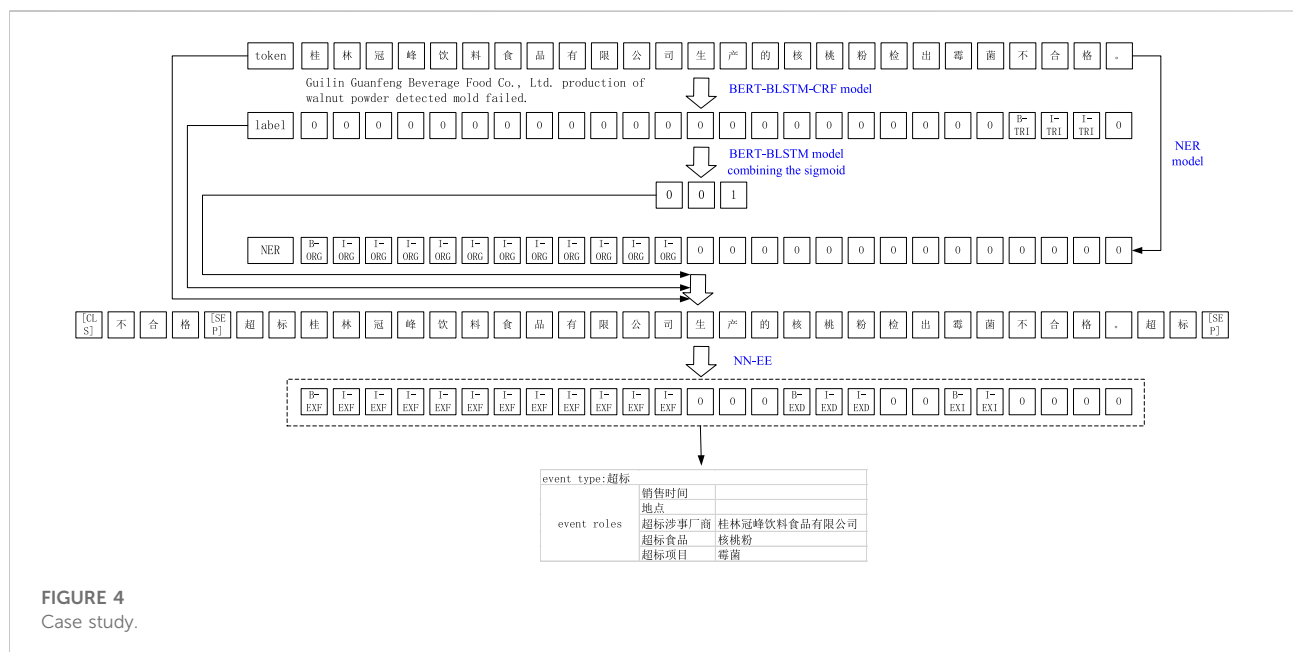 token 桂 林 冠 峰 饮 料 食 品 有 限 公 司 生 产 的 核 桃 粉 检 出 霉 菌 不 合 格 。
Guilin Guanfeng Beverage Food Co., Ltd. production of
walnut powder detected mold failed.
BERT-BLSTM-CRF model
label 0 0 0 0 0 0 0 0 0 0 0 0 0 0 0 0 0 0 0 0 0 0 B-TRI I-TRI I-TRI 0
BERT-BLSTM model
combining the sigmoid
NER
model
0 0 1
NER B-ORG I-ORG I-ORG I-ORG I-ORG I-ORG I-ORG I-ORG I-ORG I-ORG I-ORG I-ORG 0 0 0 0 0 0 0 0 0 0 0 0 0 0
[CLS] 不 合 格 [SEP] 超 标 桂 林 冠 峰 饮 料 食 品 有 限 公 司 生 产 的 核 桃 粉 检 出 霉 菌 不 合 格 。 超 标 [SEP]
NN-EE
B-EXF I-EXF I-EXF I-EXF I-EXF I-EXF I-EXF I-EXF I-EXF I-EXF I-EXF I-EXF 0 0 0 B-EXD I-EXD I-EXD 0 0 B-EXI I-EXI 0 0 0 0
event type:超标
event roles
销售时间
地点
超标涉事厂商 桂林冠峰饮料食品有限公司
超标食品 核桃粉
超标项目 霉菌
FIGURE 4
Case study.